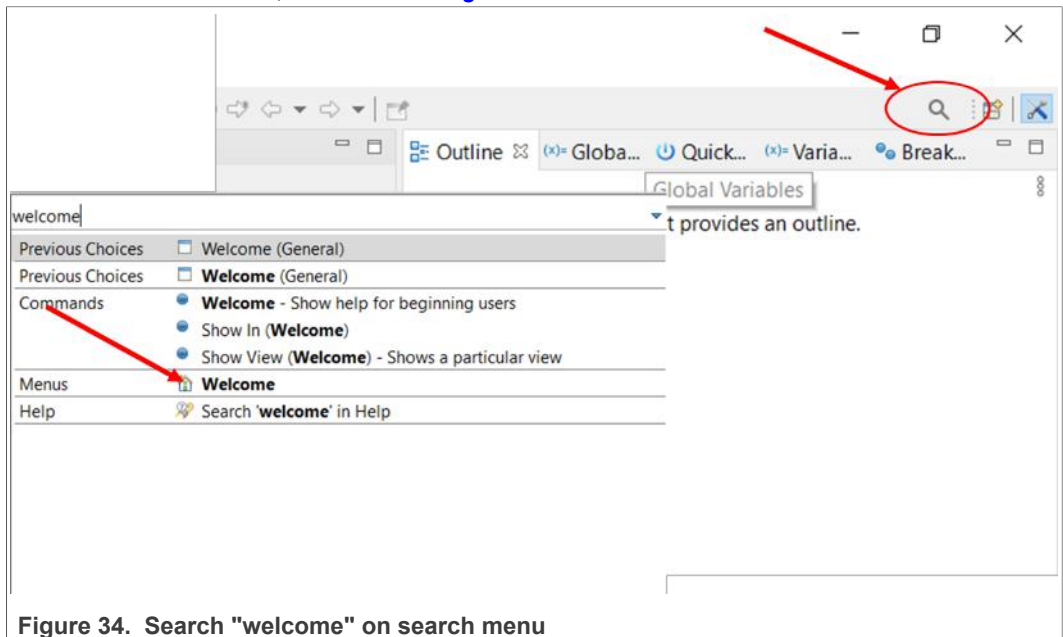 Outline (x)= Globa... Quick... (x)= Varia... Break...
Global Variables
t provides an outline.
welcome
Previous Choices Welcome (General)
Previous Choices Welcome (General)
Commands Welcome - Show help for beginning users
Show In (Welcome)
Show View (Welcome) - Shows a particular view
Menus Welcome
Help Search 'welcome' in Help
Figure 34. Search "welcome" on search menu